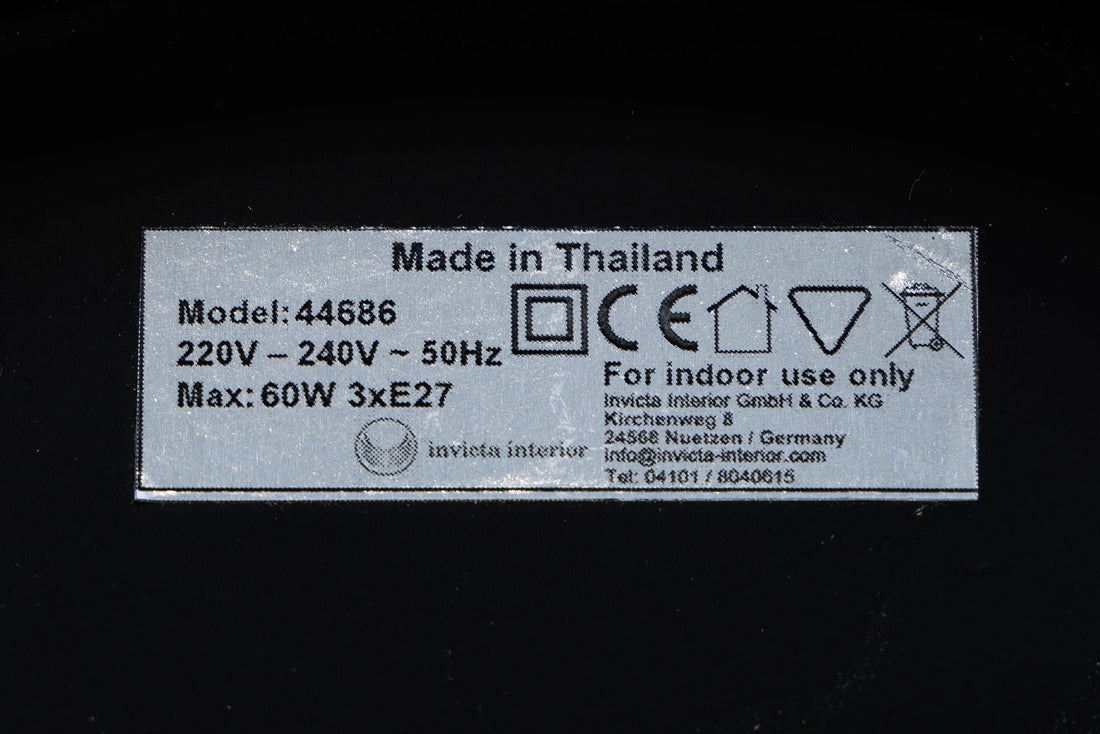 Made in Thailand
Model: 44686
220V – 240V ~ 50Hz
Max: 60W 3xE27
invicta interior
CE
For indoor use only
Invicta Interior GmbH & Co. KG
Kirchenweg 8
24568 Nuetzen / Germany
info@invicta-interior.com
Tel: 04101 / 8040615